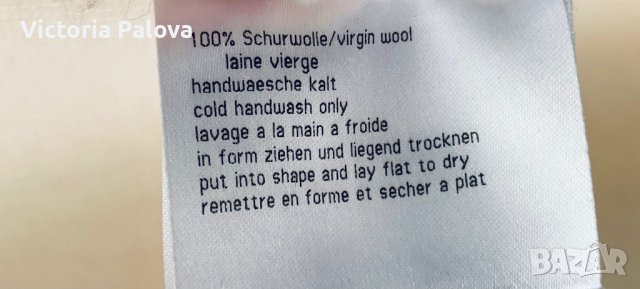 Victoria Palova
100% Schurwolle/virgin wool
laine vierge
handwaesche kalt
cold handwash only
lavage a la main a froide
in form ziehen und liegend trocknen
put into shape and lay flat to dry
remettre en forme et secher a plat
BAZAR